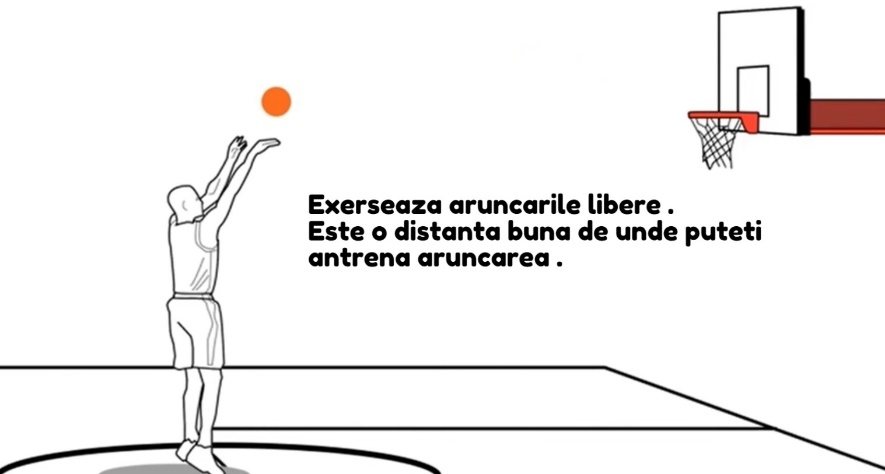 Exerseaza aruncarile libere .
Este o distanta buna de unde puteti
antrena aruncarea .